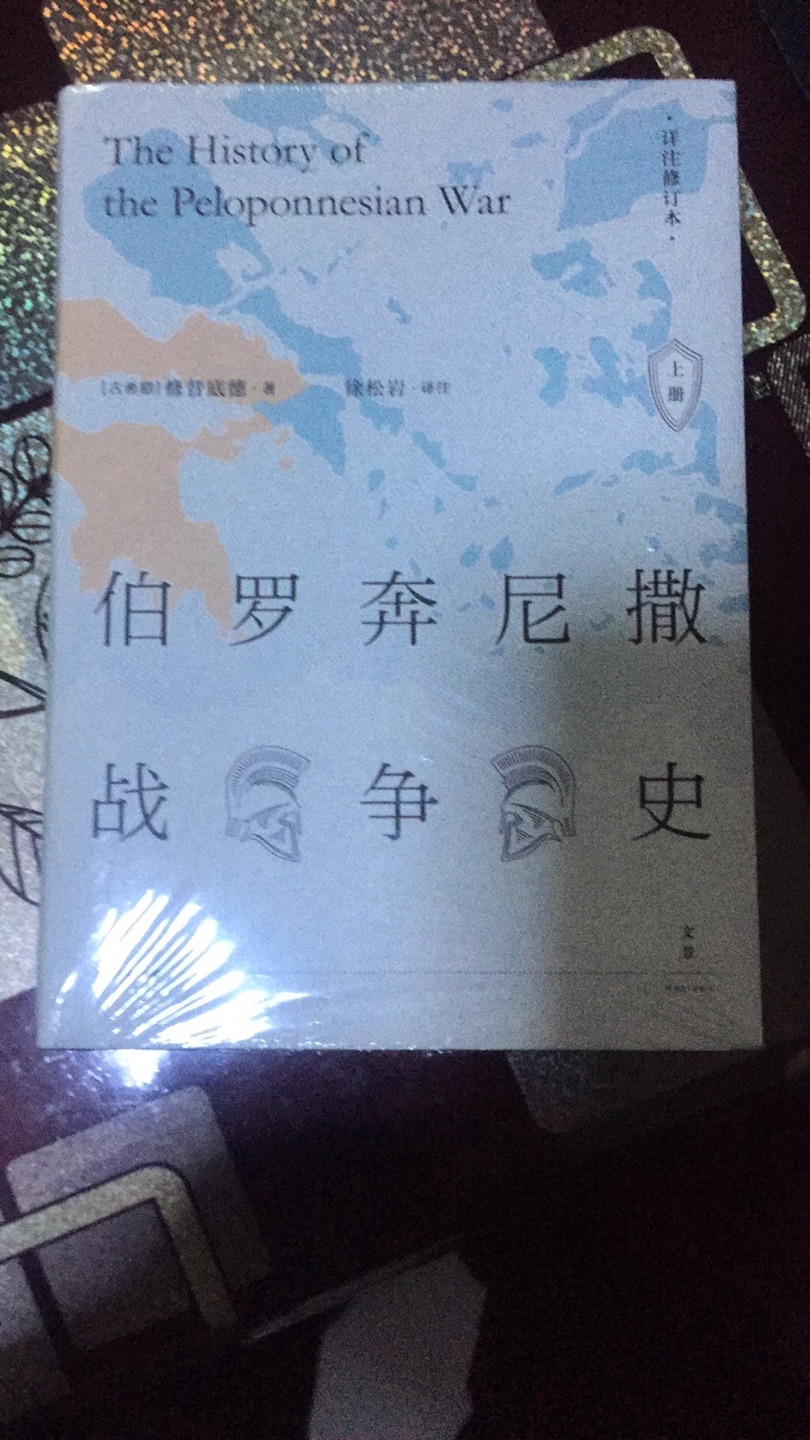 The History of
the Peloponnesian War
·详注修订本·
[古希腊]修昔底德·著
徐松岩·译注
上册
伯罗奔尼撒
战争史
文景